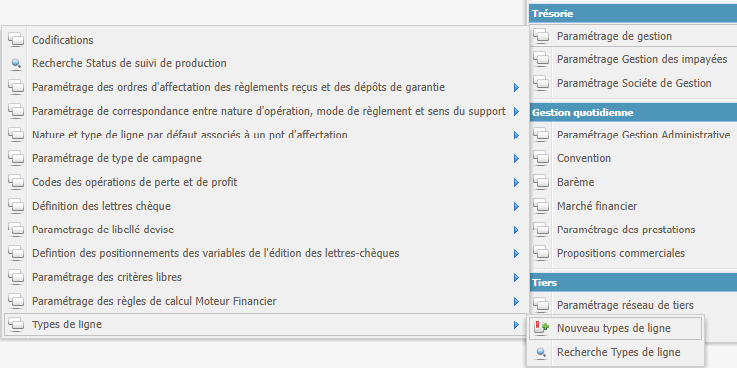 Codifications
Recherche Status de suivi de production
Paramétrage des ordres d'affectation des règlements reçus et des dépôts de garantie
Paramétrage de correspondance entre nature d'opération, mode de règlement et sens du support
Nature et type de ligne par défaut associés à un pot d'affectation
Paramétrage de type de campagne
Codes des opérations de perte et de profit
Définition des lettres chèque
Parametrage de libellé devise
Defintion des positionnements des variables de l'édition des lettres-chèques
Paramétrage des critères libres
Paramétrage des règles de calcul Moteur Financier
Types de ligne
Trésorie
Paramétrage de gestion
Paramétrage Gestion des impayées
Paramétrage Sociéte de Gestion
Gestion quotidienne
Paramétrage Gestion Administrative
Convention
Barème
Marché financier
Paramétrage des prestations
Propositions commerciales
Tiers
Paramétrage réseau de tiers
Nouveau types de ligne
Recherche Types de ligne